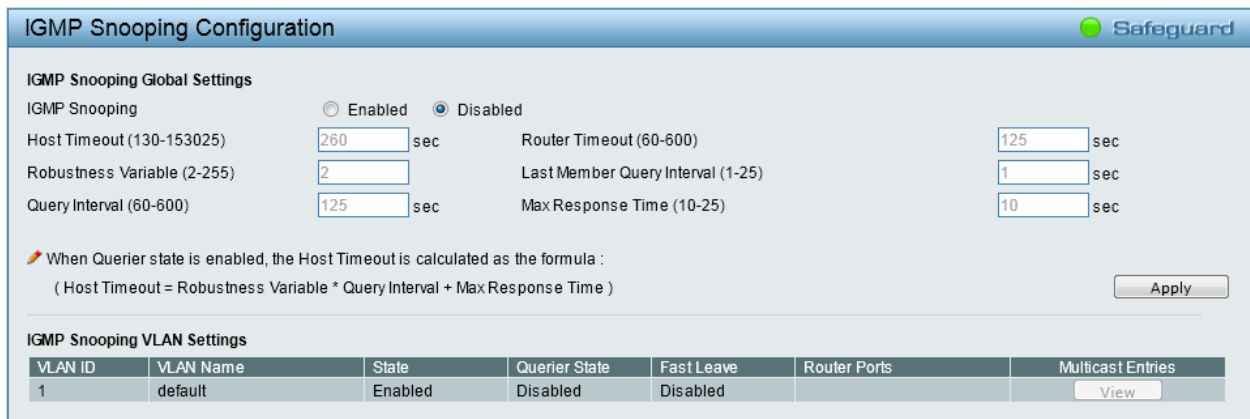 IGMP Snooping Configuration
Safeguard
IGMP Snooping Global Settings
IGMP Snooping Enabled Disabled
Host Timeout (130-153025) 260 sec Router Timeout (60-600) 125 sec
Robustness Variable (2-255) 2 Last Member Query Interval (1-25) 1 sec
Query Interval (60-600) 125 sec Max Response Time (10-25) 10 sec
When Querier state is enabled, the Host Timeout is calculated as the formula :
( Host Timeout = Robustness Variable * Query Interval + Max Response Time )
Apply
IGMP Snooping VLAN Settings
VLAN ID VLAN Name State Querier State Fast Leave Router Ports Multicast Entries
1 default Enabled Disabled Disabled View